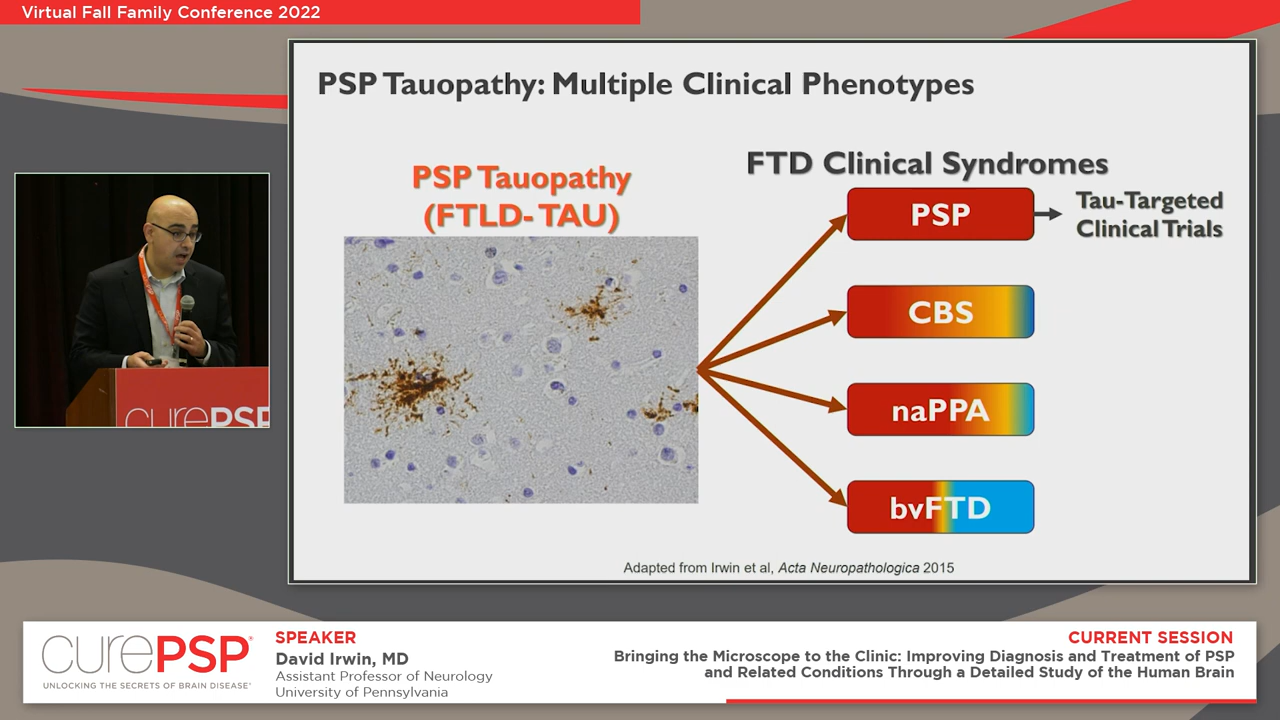 Virtual Fall Family Conference 2022
PSP Tauopathy: Multiple Clinical Phenotypes
PSP Tauopathy
(FTLD-TAU)
FTD Clinical Syndromes
PSP
Tau-Targeted
Clinical Trials
CBS
naPPA
bvFTD
Adapted from Irwin et al, Acta Neuropathologica 2015
curePSP
curePSP®
UNLOCKING THE SECRETS OF BRAIN DISEASE®
SPEAKER
David Irwin, MD
Assistant Professor of Neurology
University of Pennsylvania
CURRENT SESSION
Bringing the Microscope to the Clinic: Improving Diagnosis and Treatment of PSP
and Related Conditions Through a Detailed Study of the Human Brain